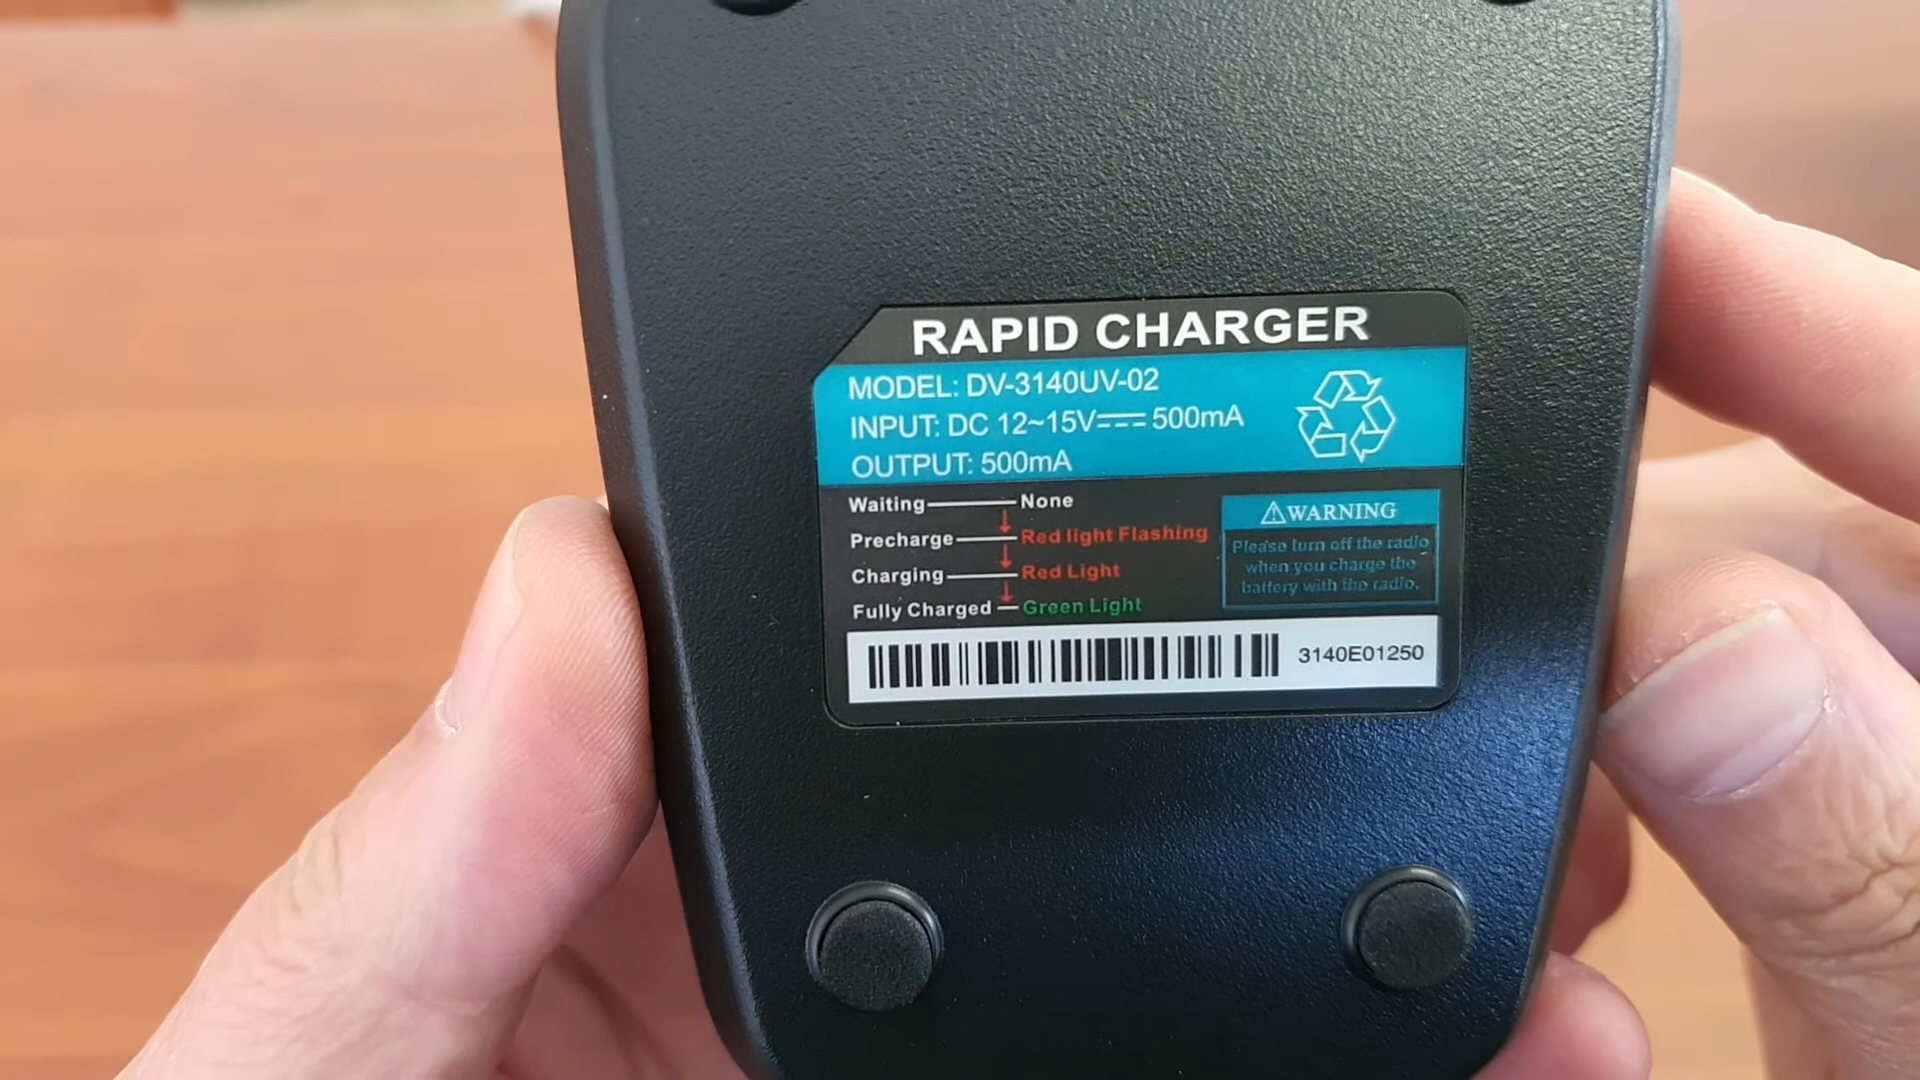 RAPID CHARGER
MODEL: DV-3140UV-02
INPUT: DC 12~15V⎓500mA
OUTPUT: 500mA
Waiting None
Precharge Red light Flashing
Charging Red Light
Fully Charged Green Light
⚠WARNING
Please turn off the radio
when you charge the
battery with the radio.
3140E01250